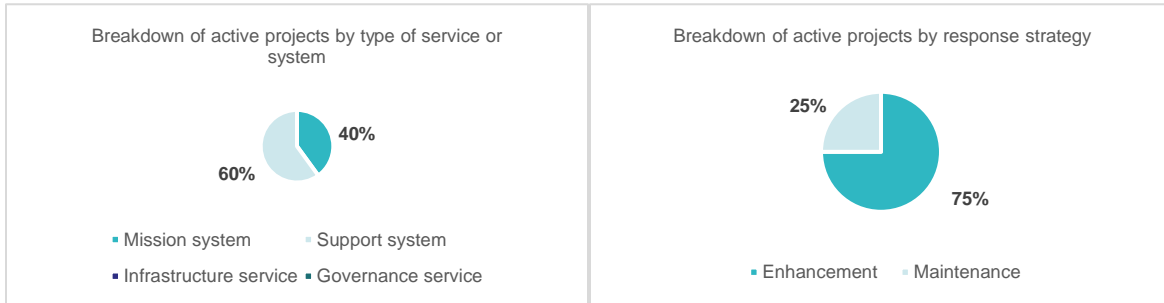 Breakdown of active projects by type of service or
system
40%
60%
Mission system
Support system
Infrastructure service
Governance service
Breakdown of active projects by response strategy
25%
75%
Enhancement
Maintenance